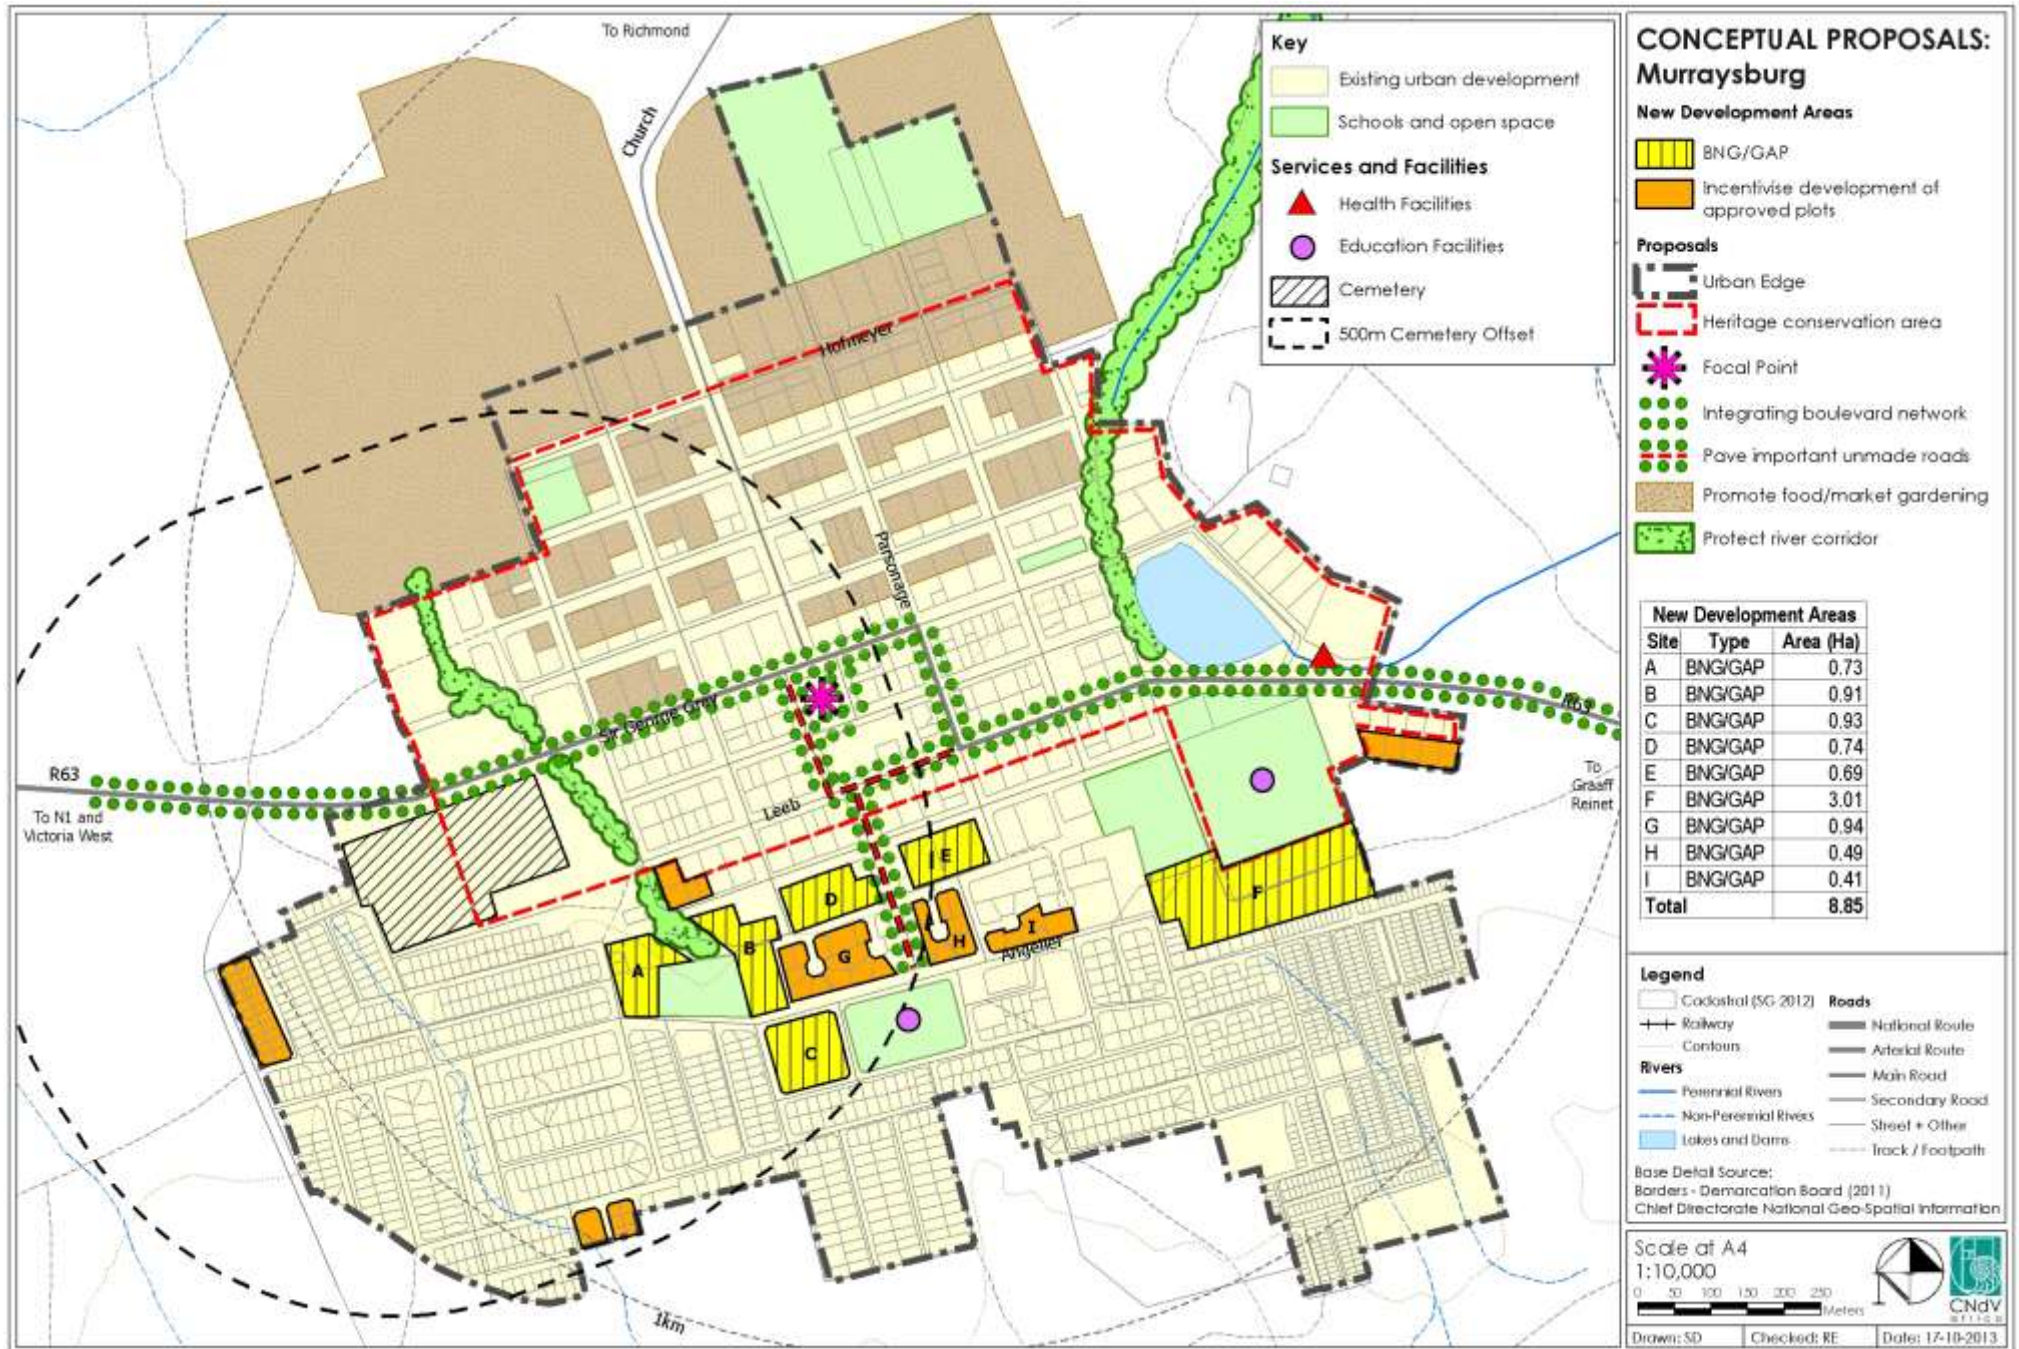 To Richmond
Church
Hofmeyer
Parsonage
Sir George Gray
Leeb
Angelier
R63
To N1 and
Victoria West
R63
To
Graaff
Reinet
1km
A
B
C
D
E
F
G
H
I
Key
Existing urban development
Schools and open space
Services and Facilities
Health Facilities
Education Facilities
Cemetery
500m Cemetery Offset
CONCEPTUAL PROPOSALS:
Murraysburg
New Development Areas
BNG/GAP
Incentivise development of
approved plots
Proposals
Urban Edge
Heritage conservation area
Focal Point
Integrating boulevard network
Pave important unmade roads
Promote food/market gardening
Protect river corridor
New Development Areas
Site Type Area (Ha)
A BNG/GAP 0.73
B BNG/GAP 0.91
C BNG/GAP 0.93
D BNG/GAP 0.74
E BNG/GAP 0.69
F BNG/GAP 3.01
G BNG/GAP 0.94
H BNG/GAP 0.49
I BNG/GAP 0.41
Total 8.85
Legend
Cadastral (SG 2012)
Railway
Contours
Rivers
Perennial Rivers
Non-Perennial Rivers
Lakes and Dams
Roads
National Route
Arterial Route
Main Road
Secondary Road
Street + Other
Track / Footpath
Base Detail Source:
Borders - Demarcation Board (2011)
Chief Directorate National Geo-Spatial Information
Scale at A4
1:10,000
0 50 100 150 200 250
Meters
N
CNdV
africa
Drawn: SD Checked: RE Date: 17-10-2013